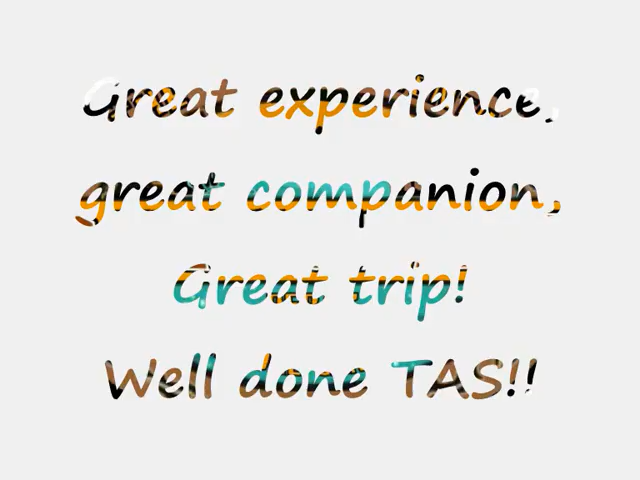 Great experience,
great companion,
Great trip!
Well done TAS!!